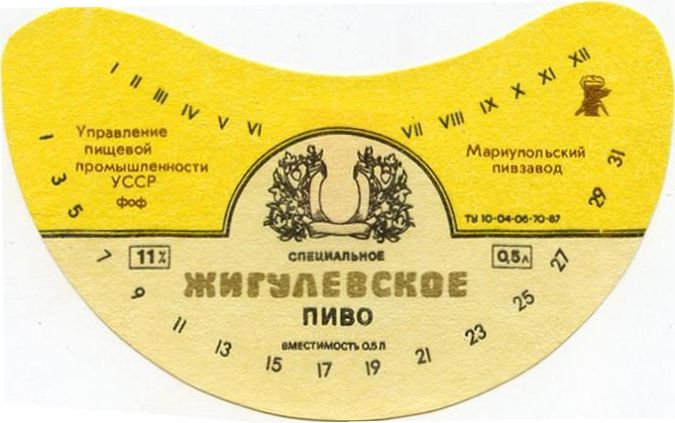 I II III IV V VI VII VIII IX X XI XII
Управление
пищевой
промышленности
УССР
фоф
Мариупольский
пивзавод
ТУ 10-04-06-70-87
1 3 5 7 9 11 13 15 17 19 21 23 25 27 29 31
11%
0,5л
СПЕЦИАЛЬНОЕ
ЖИГУЛЕВСКОЕ
ПИВО
ВМЕСТИМОСТЬ 0,5 Л